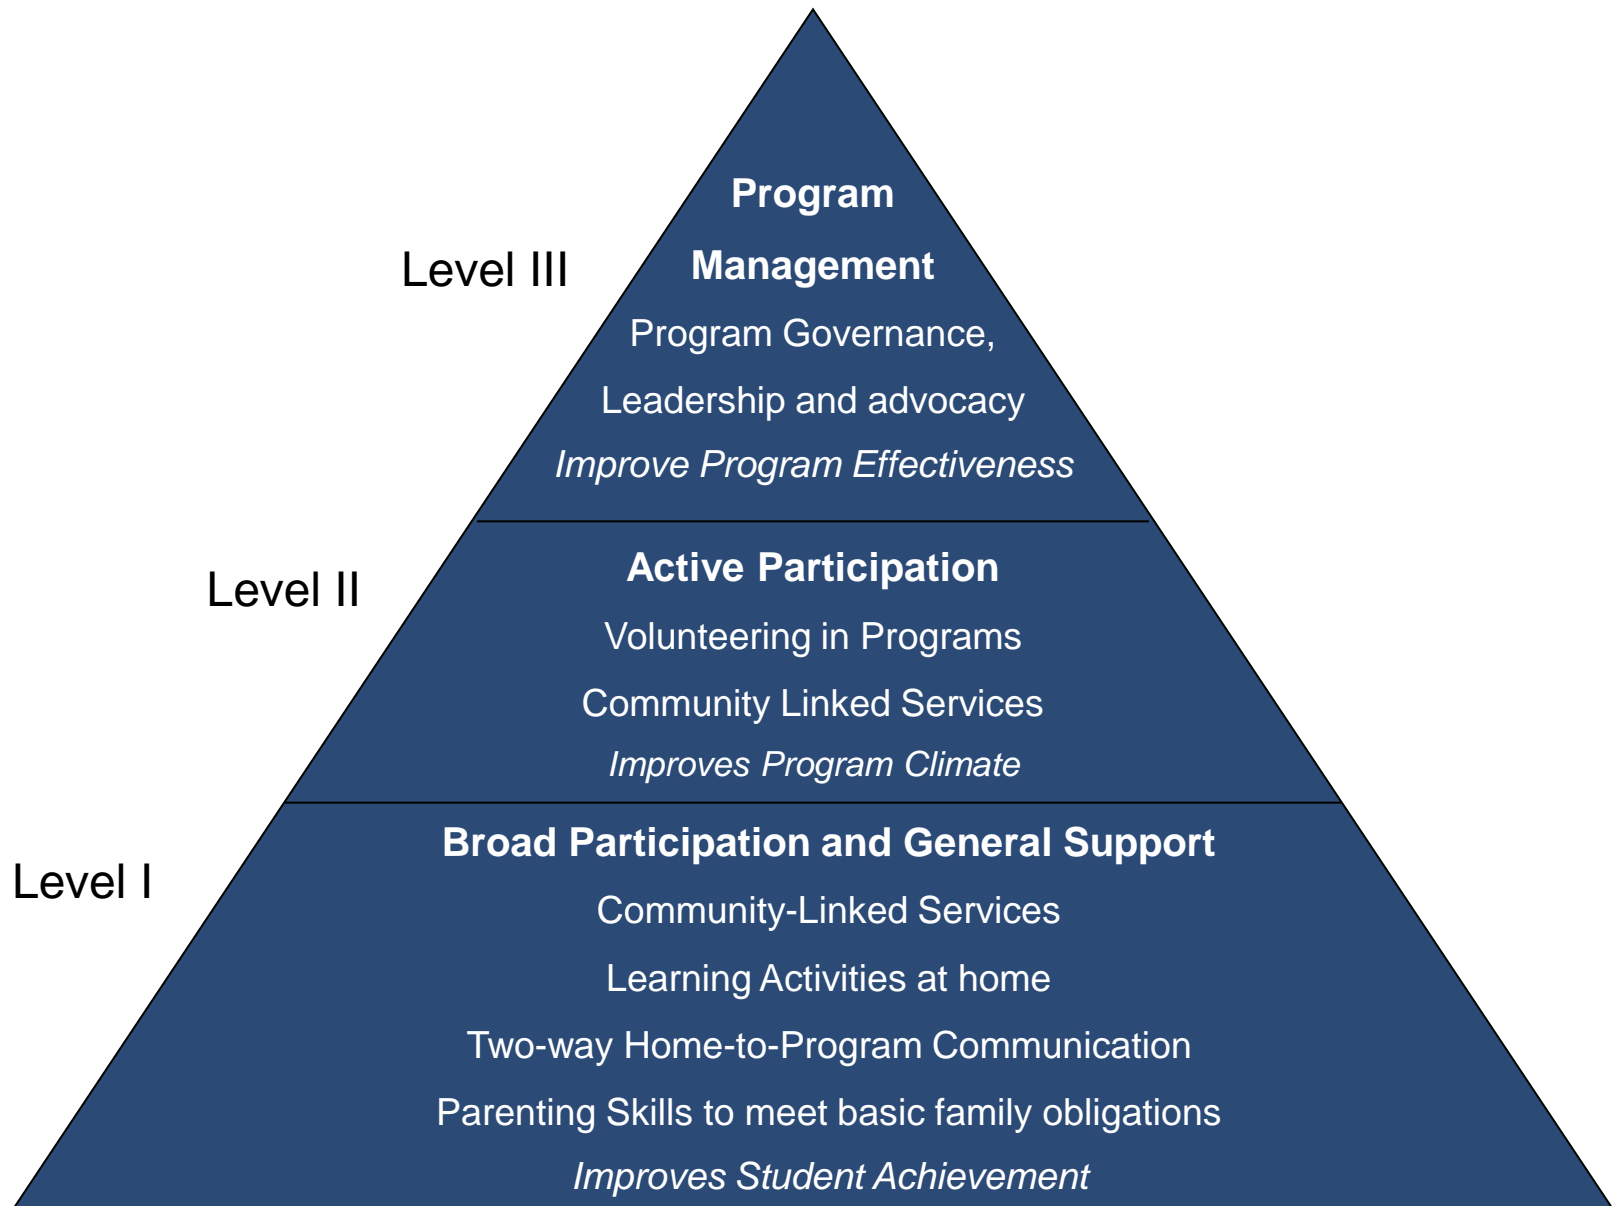 Program
Management
Level III
Program Governance,
Leadership and advocacy
Improve Program Effectiveness
Active Participation
Level II
Volunteering in Programs
Community Linked Services
Improves Program Climate
Broad Participation and General Support
Level I
Community-Linked Services
Learning Activities at home
Two-way Home-to-Program Communication
Parenting Skills to meet basic family obligations
Improves Student Achievement